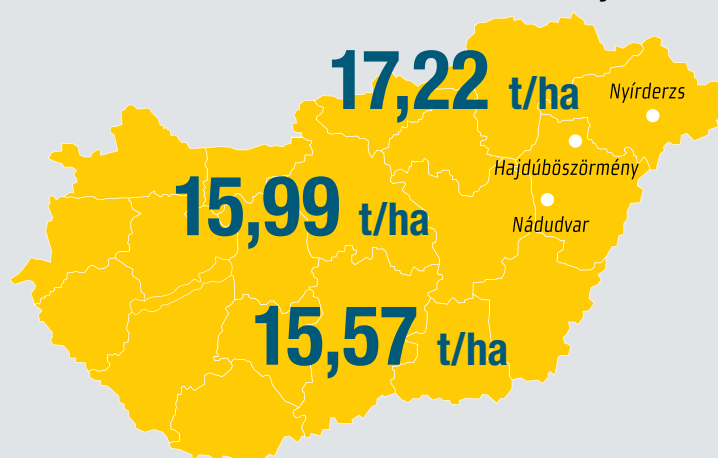 17,22 t/ha
Nyírderzs
Hajdúböszörmény
15,99 t/ha
Nádudvar
15,57 t/ha